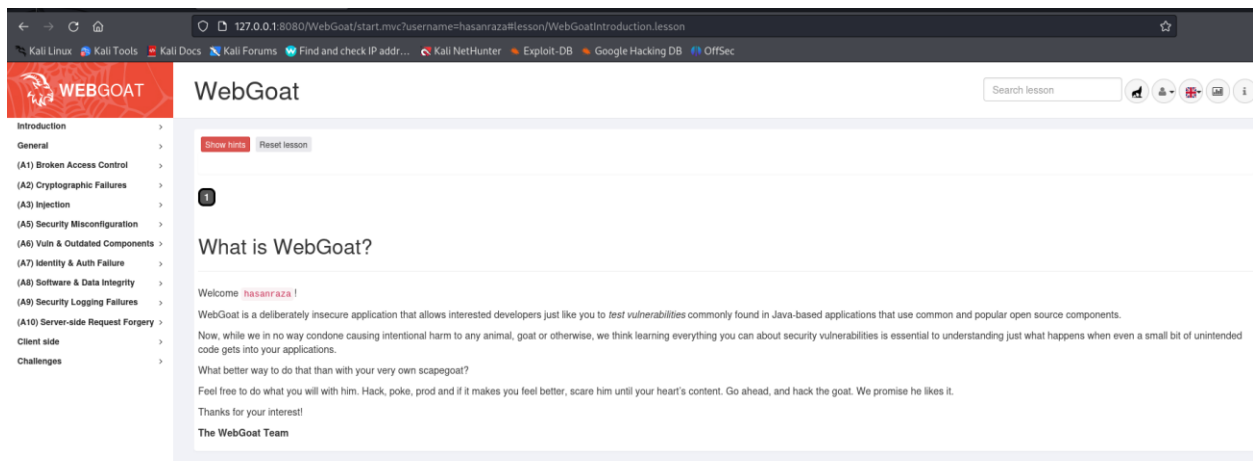 127.0.0.1:8080/WebGoat/start.mvc?username=hasanraza#lesson/WebGoatIntroduction.lesson
Kali Linux Kali Tools Kali Docs Kali Forums Find and check IP addr... Kali NetHunter Exploit-DB Google Hacking DB OffSec
WEBGOAT
WebGoat
Search lesson
Introduction
General
(A1) Broken Access Control
(A2) Cryptographic Failures
(A3) Injection
(A5) Security Misconfiguration
(A6) Vuln & Outdated Components
(A7) Identity & Auth Failure
(A8) Software & Data Integrity
(A9) Security Logging Failures
(A10) Server-side Request Forgery
Client side
Challenges
Show hints Reset lesson
1
What is WebGoat?
Welcome hasanraza !
WebGoat is a deliberately insecure application that allows interested developers just like you to test vulnerabilities commonly found in Java-based applications that use common and popular open source components.
Now, while we in no way condone causing intentional harm to any animal, goat or otherwise, we think learning everything you can about security vulnerabilities is essential to understanding just what happens when even a small bit of unintended
code gets into your applications.
What better way to do that than with your very own scapegoat?
Feel free to do what you will with him. Hack, poke, prod and if it makes you feel better, scare him until your heart's content. Go ahead, and hack the goat. We promise he likes it.
Thanks for your interest!
The WebGoat Team